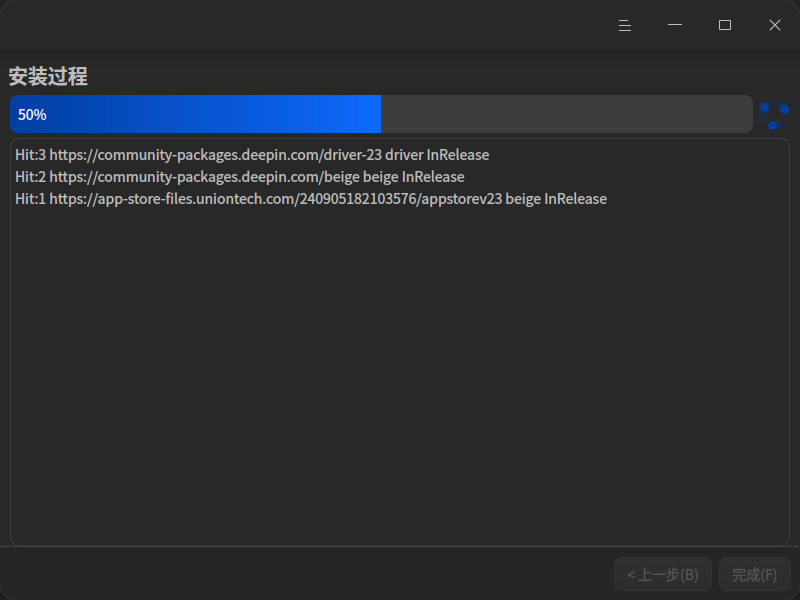 安装过程
50%
Hit:3 https://community-packages.deepin.com/driver-23 driver InRelease
Hit:2 https://community-packages.deepin.com/beige beige InRelease
Hit:1 https://app-store-files.uniontech.com/240905182103576/appstorev23 beige InRelease
< 上一步(B) 完成(F)